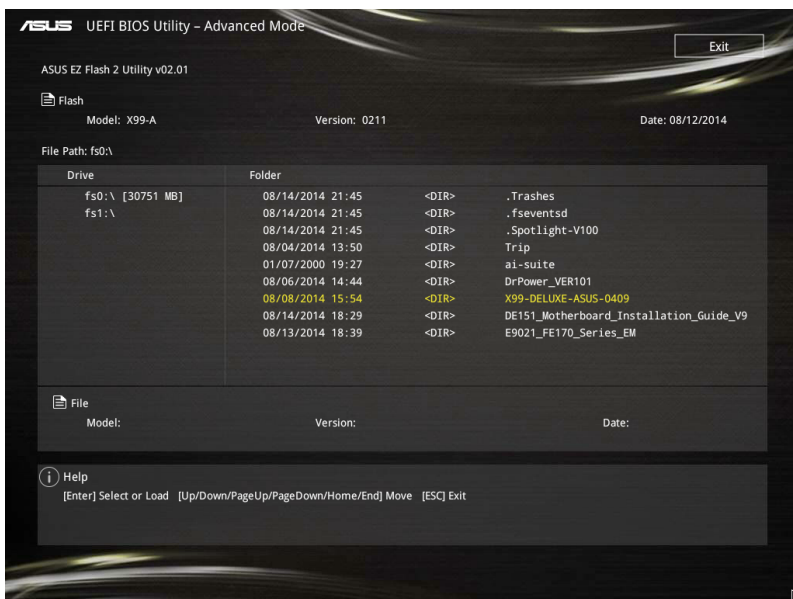 ASUS UEFI BIOS Utility – Advanced Mode
Exit
ASUS EZ Flash 2 Utility v02.01
Flash
Model: X99-A Version: 0211 Date: 08/12/2014
File Path: fs0:\
Drive Folder
fs0:\ [30751 MB] 08/14/2014 21:45 <DIR> .Trashes
fs1:\ 08/14/2014 21:45 <DIR> .fseventsd
08/14/2014 21:45 <DIR> .Spotlight-V100
08/04/2014 13:50 <DIR> Trip
01/07/2000 19:27 <DIR> ai-suite
08/06/2014 14:44 <DIR> DrPower_VER101
08/08/2014 15:54 <DIR> X99-DELUXE-ASUS-0409
08/14/2014 18:29 <DIR> DE151_Motherboard_Installation_Guide_V9
08/13/2014 18:39 <DIR> E9021_FE170_Series_EM
File
Model: Version: Date:
i Help
[Enter] Select or Load [Up/Down/PageUp/PageDown/Home/End] Move [ESC] Exit